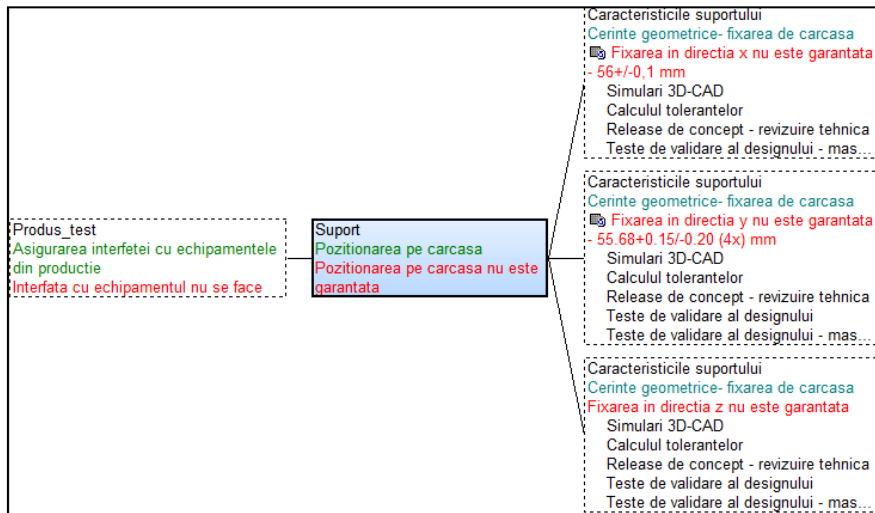 Produs_test
Asigurarea interfetei cu echipamentele
din productie
Interfata cu echipamentul nu se face
Suport
Pozitionarea pe carcasa
Pozitionarea pe carcasa nu este
garantata
Caracteristicile suportului
Cerinte geometrice- fixarea de carcasa
Fixarea in directia x nu este garantata
- 56+/-0,1 mm
Simulari 3D-CAD
Calculul tolerantelor
Release de concept - revizuire tehnica
Teste de validare al designului - mas...
Caracteristicile suportului
Cerinte geometrice- fixarea de carcasa
Fixarea in directia y nu este garantata
- 55.68+0.15/-0.20 (4x) mm
Simulari 3D-CAD
Calculul tolerantelor
Release de concept - revizuire tehnica
Teste de validare al designului
Teste de validare al designului - mas...
Caracteristicile suportului
Cerinte geometrice- fixarea de carcasa
Fixarea in directia z nu este garantata
Simulari 3D-CAD
Calculul tolerantelor
Release de concept - revizuire tehnica
Teste de validare al designului
Teste de validare al designului - mas...